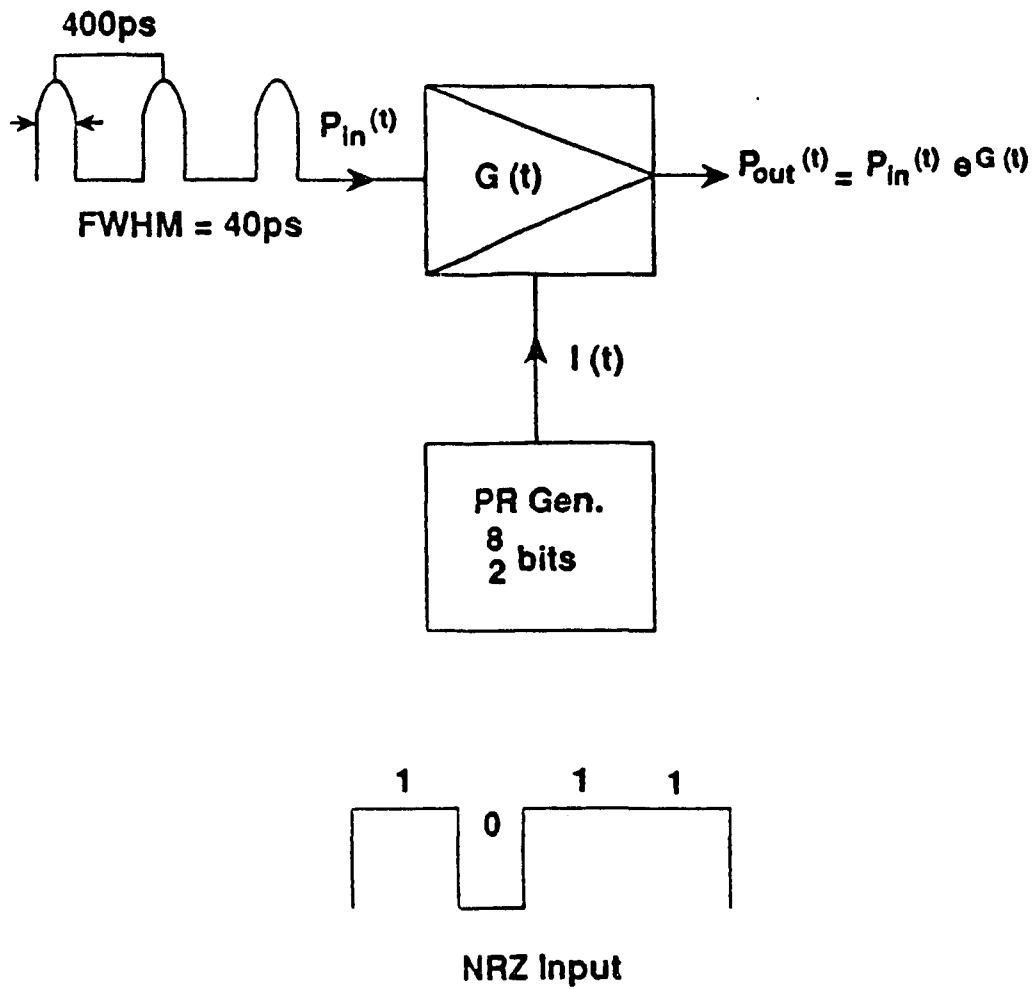 400ps
P_in (t)
FWHM = 40ps
G (t)
P_out (t) = P_in (t) e^G (t)
I (t)
PR Gen.
8
2 bits
1 0 1 1
NRZ Input